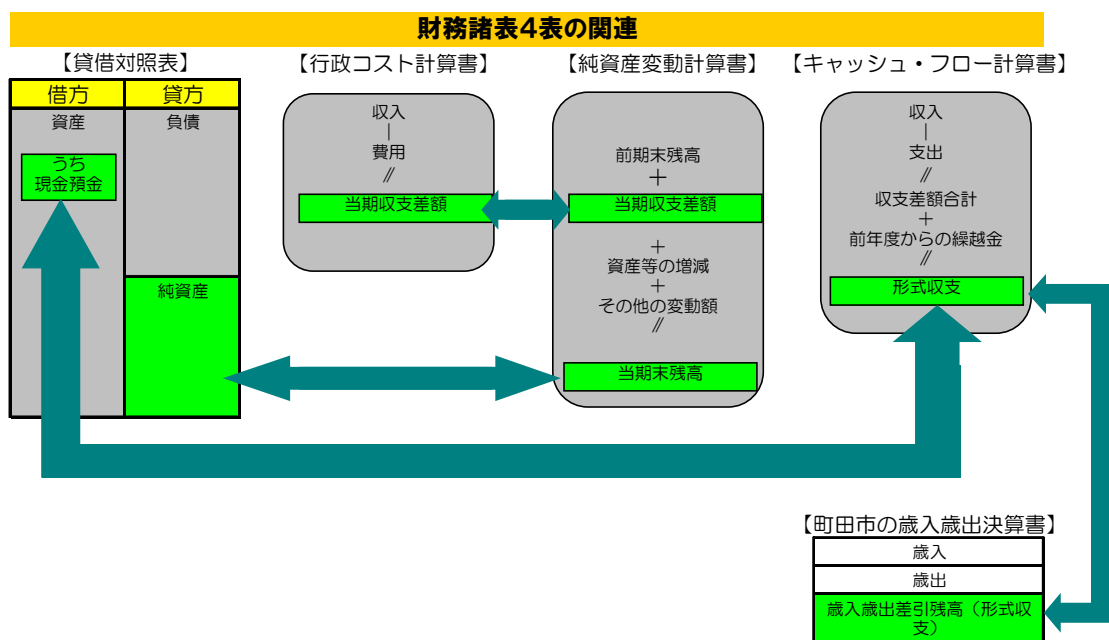 財務諸表4表の関連
【貸借対照表】
借方
貸方
資産
負債
うち
現金預金
純資産
【行政コスト計算書】
収入
｜
費用
〃
当期収支差額
【純資産変動計算書】
前期末残高
＋
当期収支差額
＋
資産等の増減
＋
その他の変動額
〃
当期末残高
【キャッシュ・フロー計算書】
収入
｜
支出
〃
収支差額合計
＋
前年度からの繰越金
〃
形式収支
【町田市の歳入歳出決算書】
歳入
歳出
歳入歳出差引残高（形式収
支）